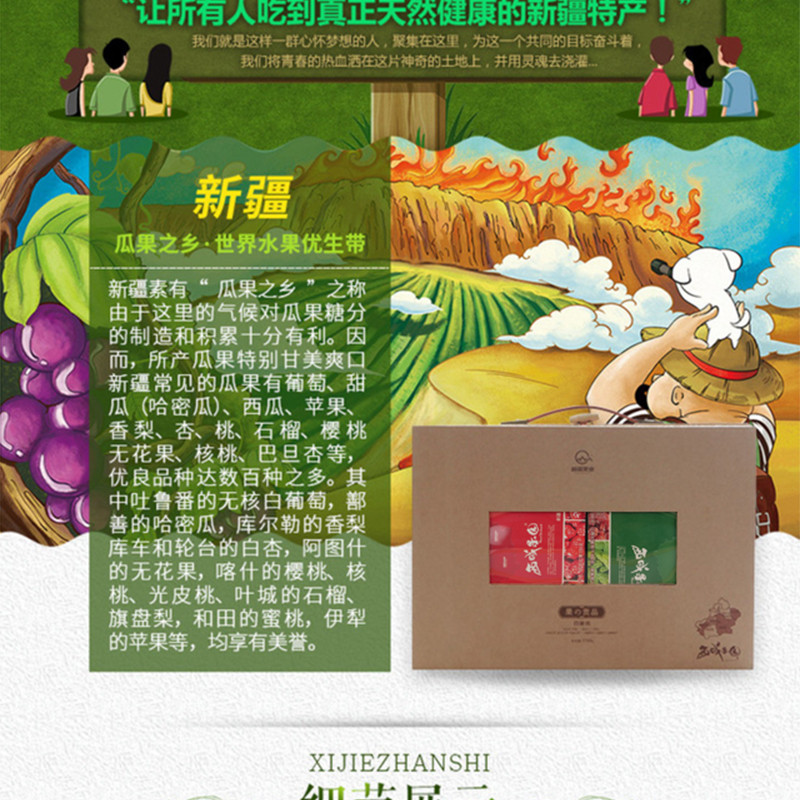 “让所有人吃到真正天然健康的新疆特产！”
我们就是这样一群心怀梦想的人，聚集在这里，为这一个共同的目标奋斗着，
我们将青春的热血洒在这片神奇的土地上，并用灵魂去浇灌...
新疆
瓜果之乡·世界水果优生带
新疆素有“ 瓜果之乡 ”之称
由于这里的气候对瓜果糖分
的制造和积累十分有利。因
而，所产瓜果特别甘美爽口
新疆常见的瓜果有葡萄、甜
瓜（哈密瓜）、西瓜、苹果、
香梨、杏、桃、石榴、樱桃
无花果、核桃、巴旦杏等，
优良品种达数百种之多。其
中吐鲁番的无核白葡萄，鄯
善的哈密瓜，库尔勒的香梨
库车和轮台的白杏，阿图什
的无花果，喀什的樱桃、核
桃、光皮桃、叶城的石榴、
旗盘梨，和田的蜜桃，伊犁
的苹果等，均享有美誉。
XIJIEZHANSHI
细节展示